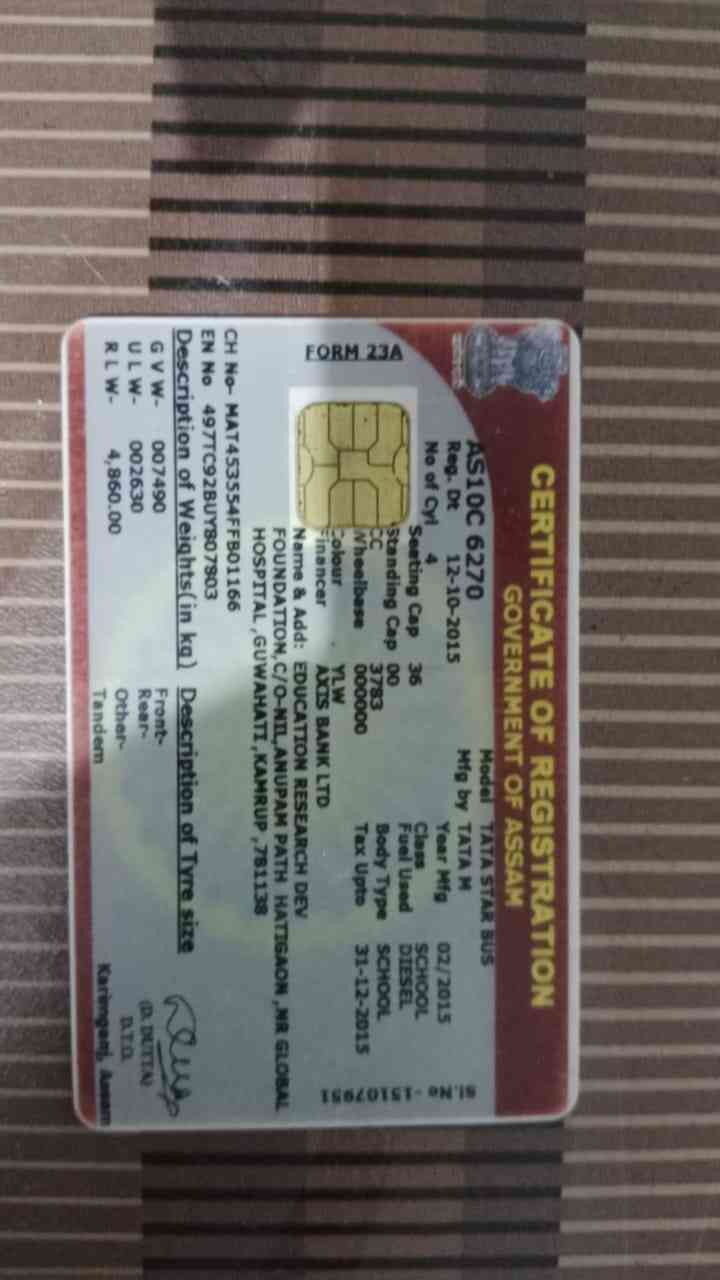 CERTIFICATE OF REGISTRATION
GOVERNMENT OF ASSAM
AS10C 6270 Model TATA STAR BUS
Reg. Dt 12-10-2015 Mfg by TATA M
No of Cyl 4 Year Mfg 02/2015
Seating Cap 36 Class SCHOOL
Standing Cap 00 Fuel Used DIESEL
CC 3783 Body Type SCHOOL
Wheelbase 000000 Tax Upto 31-12-2015
Colour YLW
Financer AXIS BANK LTD
Name & Add: EDUCATION RESEARCH DEV
FOUNDATION,C/O-NIL,ANUPAM PATH HATIGAON ,NR GLOBAL
HOSPITAL ,GUWAHATI ,KAMRUP ,781138
FORM 23A
CH No- MAT453554FFB01166
EN No 497TC92BUY807803
Description of Weights(in kg) Description of Tyre size
G V W- 007490 Front-
U L W- 002630 Rear-
R L W- 4,860.00 Other-
Tandem
Sl.No - 15107951
(D. DUTTA)
D.T.O.
Karimganj, Assam